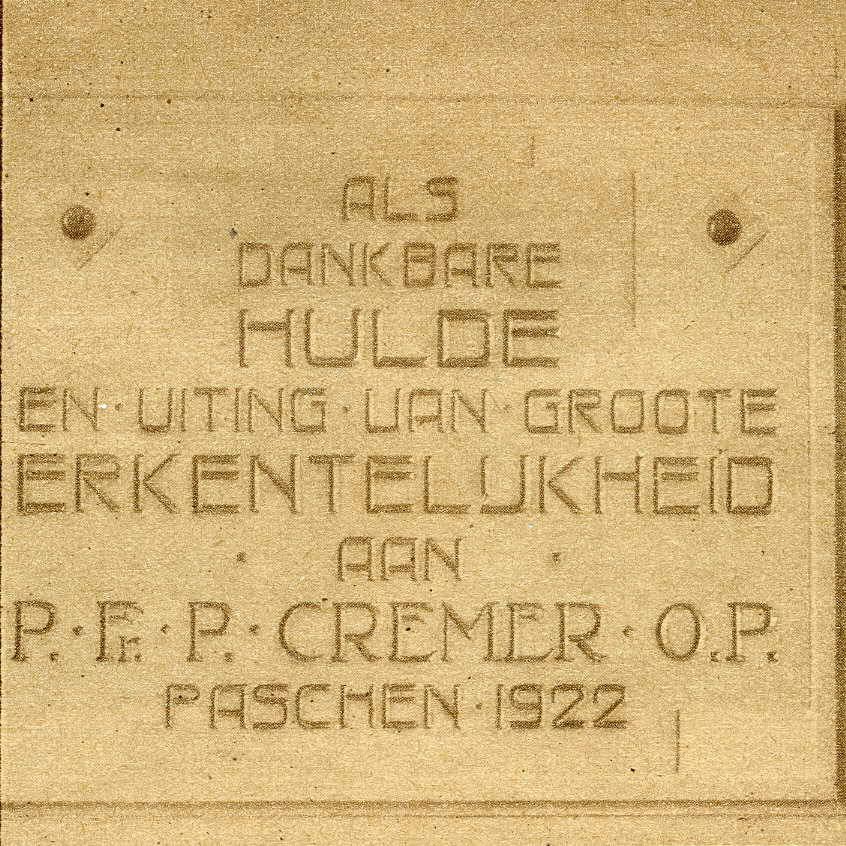 ALS
DANKBARE
HULDE
EN · UITING · VAN · GROOTE
ERKENTELIJKHEID
· AAN ·
P. · Fr. · P. · CREMER · O.P.
PASCHEN · 1922